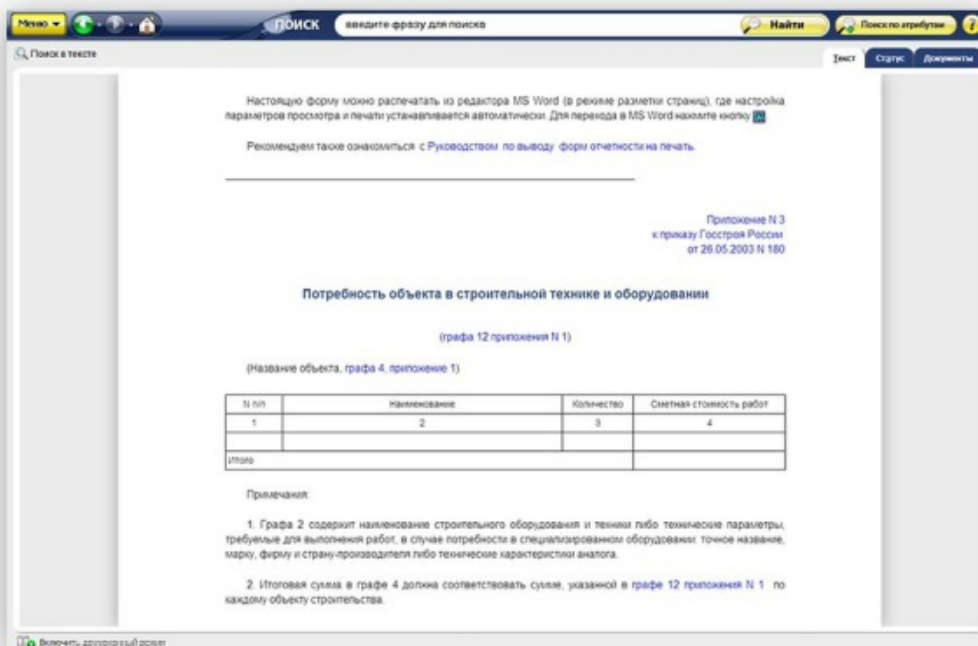 Меню
ПОИСК
введите фразу для поиска
Найти
Поиск по атрибутам
?
Поиск в тексте
Текст
Статус
Документы
Настоящую форму можно распечатать из редактора MS Word (в режиме разметки страниц), где настройка
параметров просмотра и печати устанавливается автоматически. Для перехода в MS Word нажмите кнопку
Рекомендуем также ознакомиться с Руководством по выводу форм отчетности на печать.
Приложение N 3
к приказу Госстроя России
от 26.05.2003 N 180
Потребность объекта в строительной технике и оборудовании
(графа 12 приложения N 1)
(Название объекта, графа 4, приложение 1)
N п/п Наименование Количество Сметная стоимость работ
1 2 3 4
Итого
Примечания:
1. Графа 2 содержит наименование строительного оборудования и техники либо технические параметры,
требуемые для выполнения работ, в случае потребности в специализированном оборудовании: точное название,
марку, фирму и страну-производителя либо технические характеристики аналога.
2. Итоговая сумма в графе 4 должна соответствовать сумме, указанной в графе 12 приложения N 1 по
каждому объекту строительства.
Включить двухоконный режим